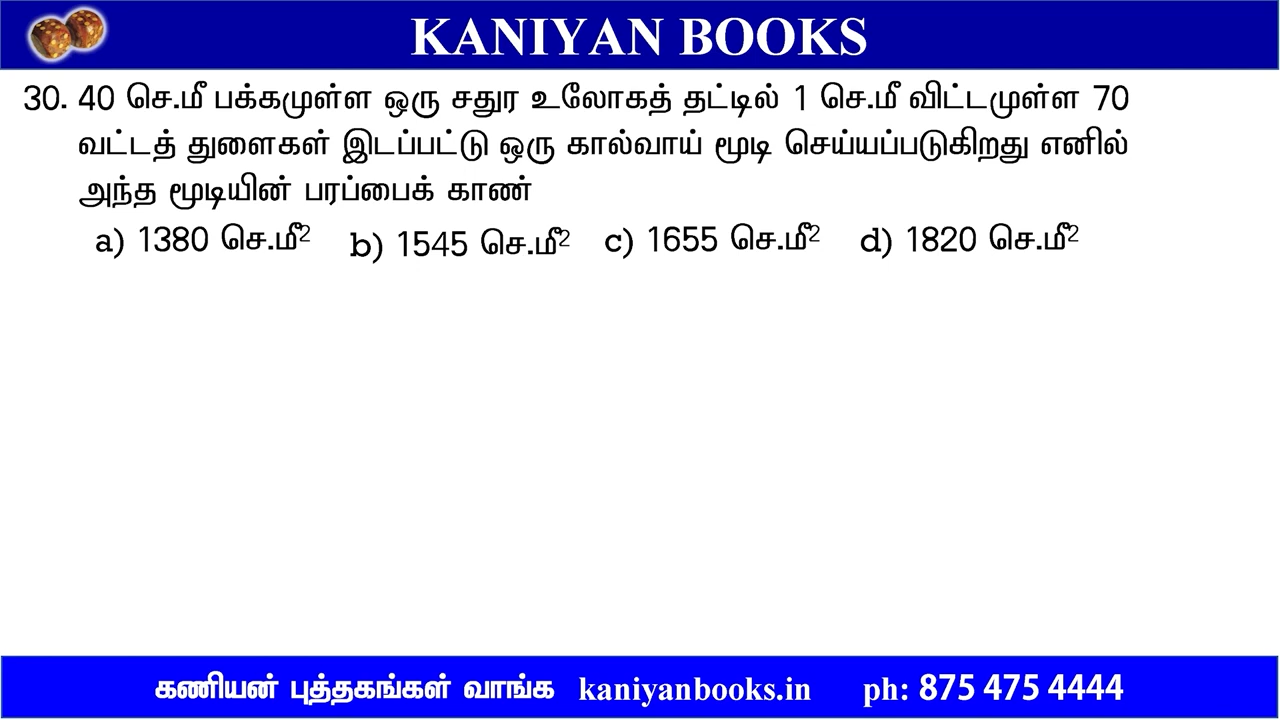 KANIYAN BOOKS
30. 40 செ.மீ பக்கமுள்ள ஒரு சதுர உலோகத் தட்டில் 1 செ.மீ விட்டமுள்ள 70
வட்டத் துளைகள் இடப்பட்டு ஒரு கால்வாய் மூடி செய்யப்படுகிறது எனில்
அந்த மூடியின் பரப்பைக் காண்
a) 1380 செ.மீ² b) 1545 செ.மீ² c) 1655 செ.மீ² d) 1820 செ.மீ²
கணியன் புத்தகங்கள் வாங்க kaniyanbooks.in ph: 875 475 4444